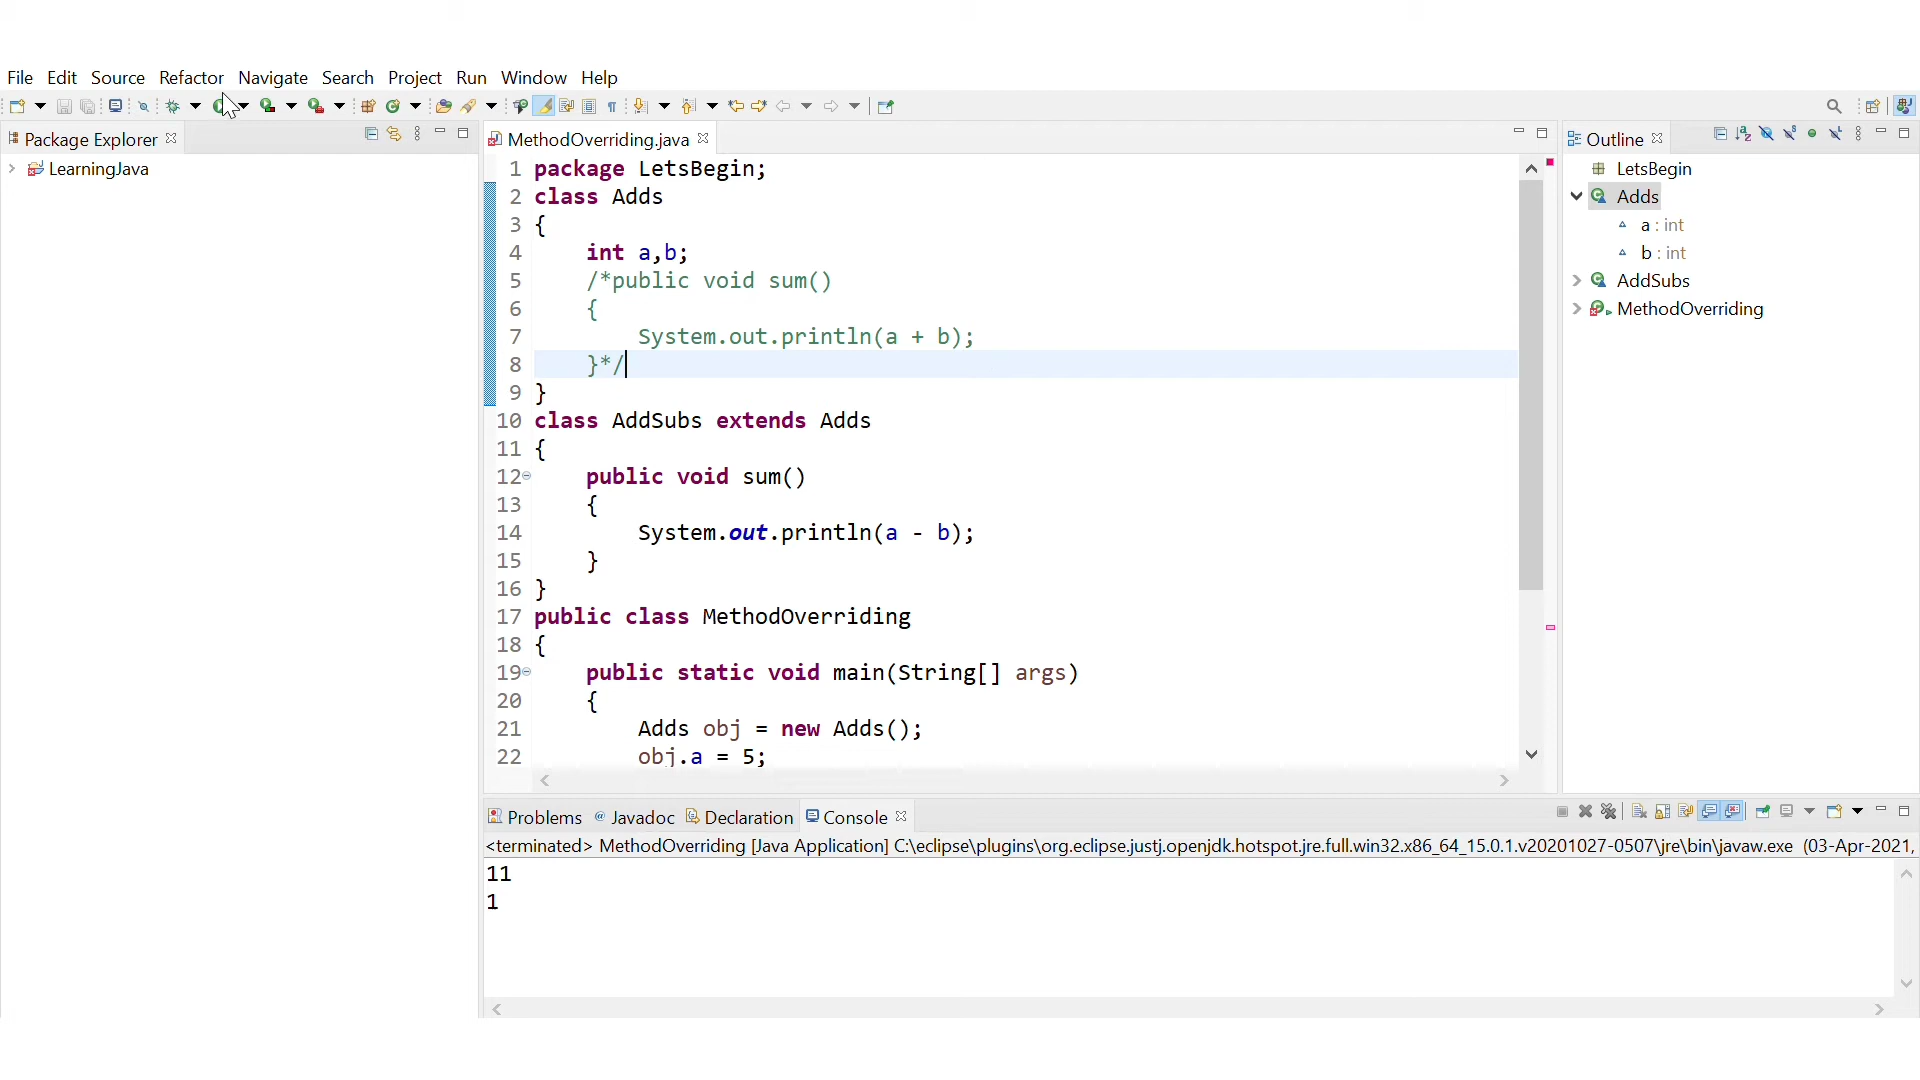 File Edit Source Refactor Navigate Search Project Run Window Help
Package Explorer
LearningJava
MethodOverriding.java
1 package LetsBegin;
2 class Adds
3 {
4 int a,b;
5 /*public void sum()
6 {
7 System.out.println(a + b);
8 }*/
9 }
10 class AddSubs extends Adds
11 {
12 public void sum()
13 {
14 System.out.println(a - b);
15 }
16 }
17 public class MethodOverriding
18 {
19 public static void main(String[] args)
20 {
21 Adds obj = new Adds();
22 obj.a = 5;
Outline
LetsBegin
Adds
a : int
b : int
AddSubs
MethodOverriding
Problems @ Javadoc Declaration Console
<terminated> MethodOverriding [Java Application] C:\eclipse\plugins\org.eclipse.justj.openjdk.hotspot.jre.full.win32.x86_64_15.0.1.v20201027-0507\jre\bin\javaw.exe (03-Apr-2021,
11
1